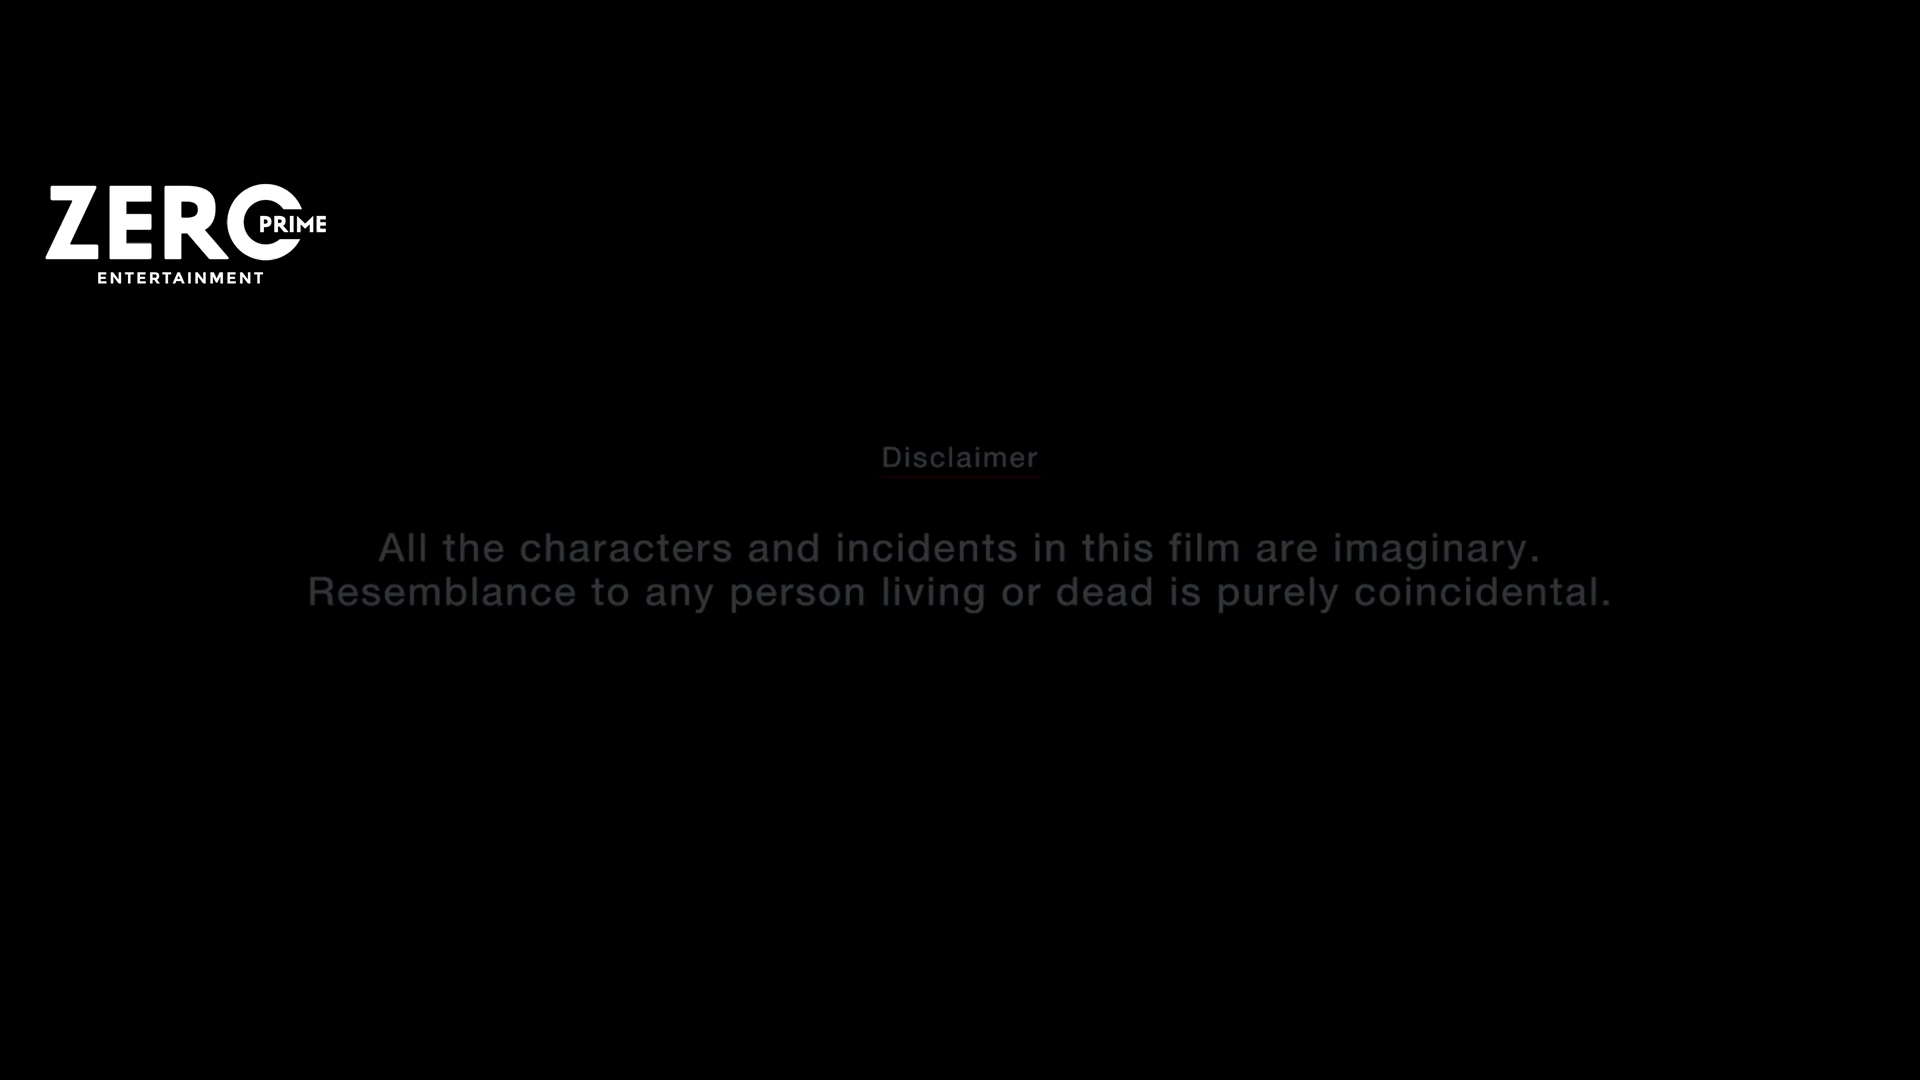 ZERO PRIME
ENTERTAINMENT
Disclaimer
All the characters and incidents in this film are imaginary.
Resemblance to any person living or dead is purely coincidental.